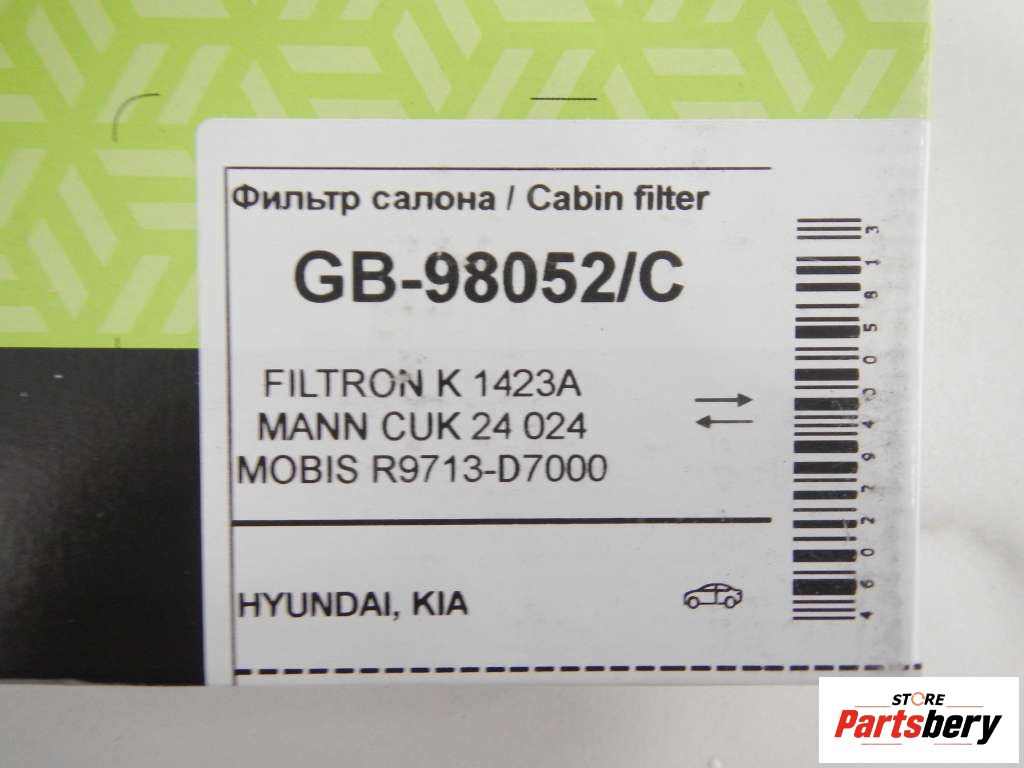 Фильтр салона / Cabin filter
GB-98052/C
FILTRON K 1423A
MANN CUK 24 024
MOBIS R9713-D7000
HYUNDAI, KIA
4602294305813
STORE
Partsbery